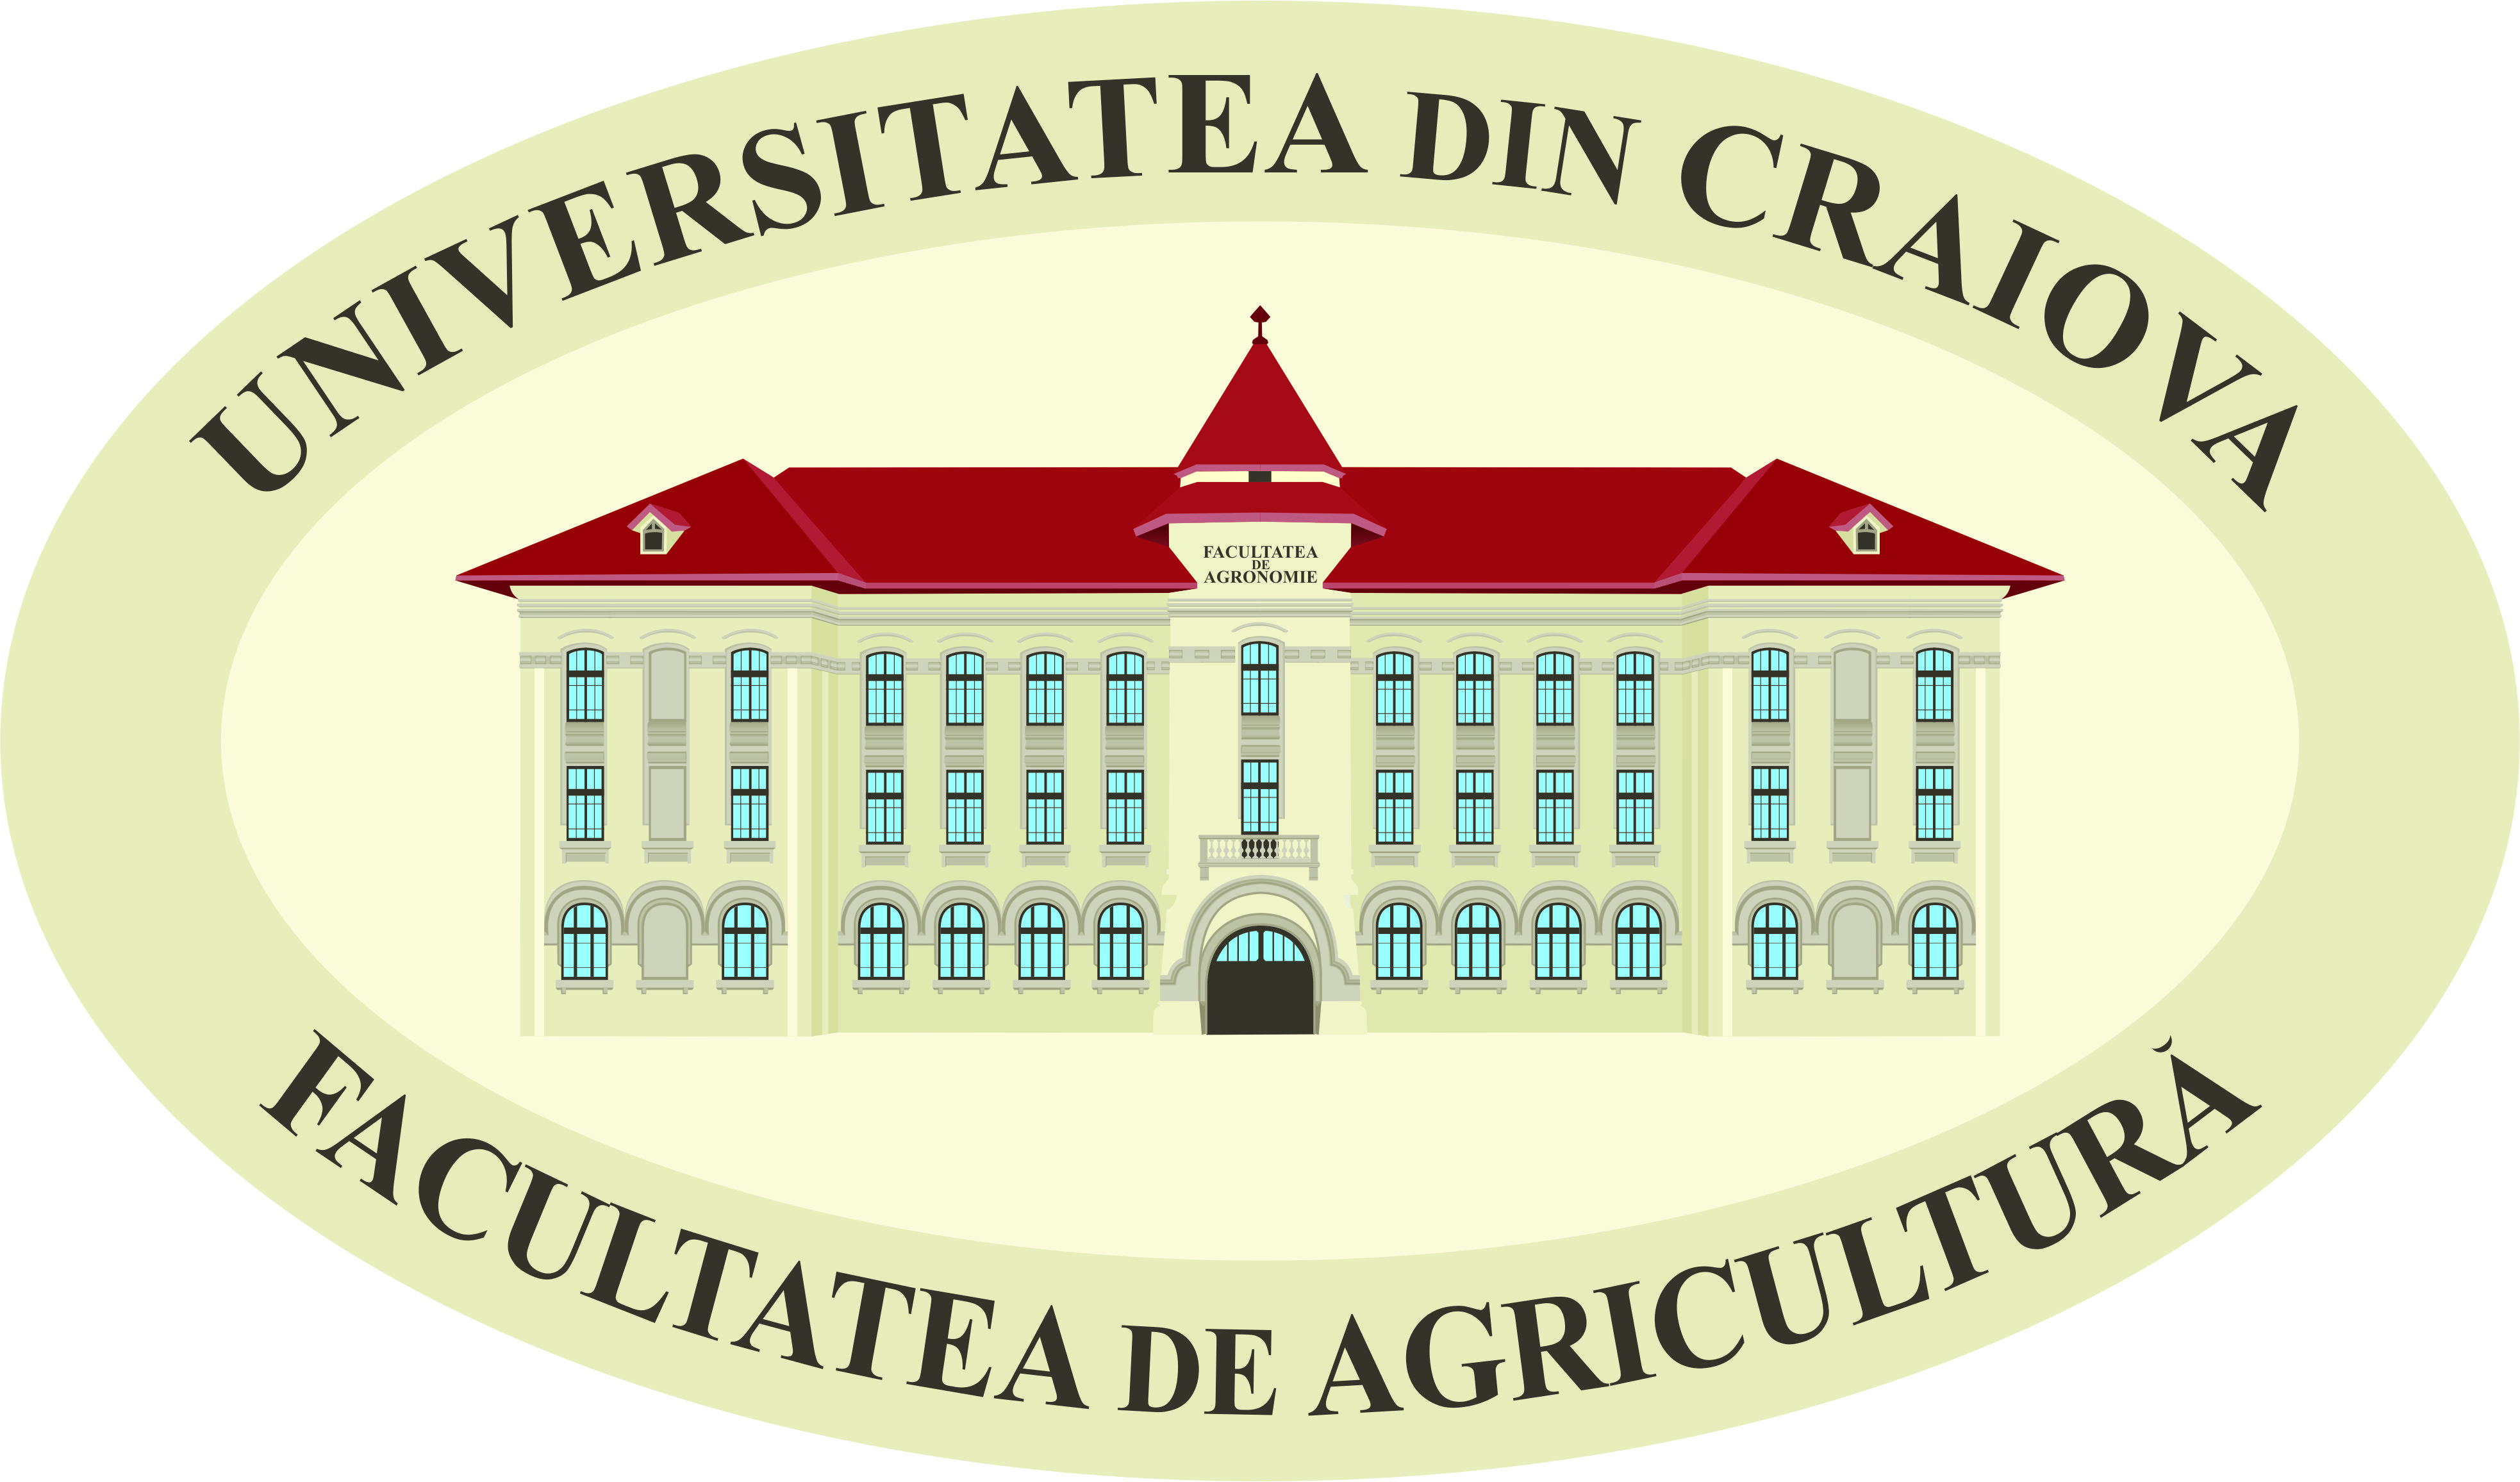 UNIVERSITATEA DIN CRAIOVA
FACULTATEA
DE
AGRONOMIE
FACULTATEA DE AGRICULTURĂ